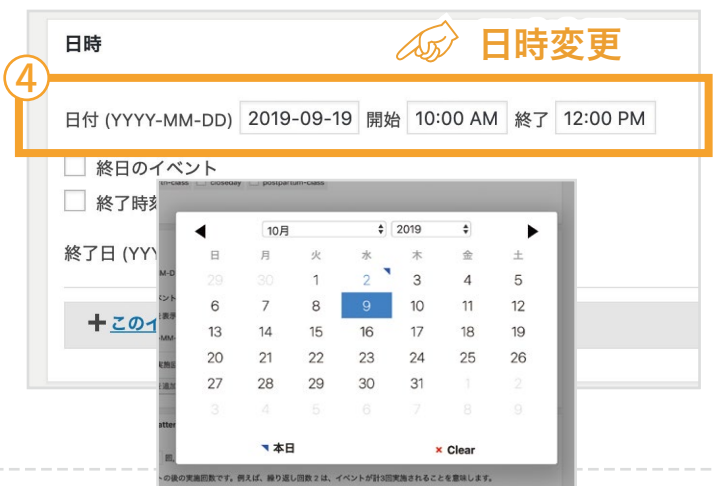 日時
日時変更
④
日付 (YYYY-MM-DD) 2019-09-19 開始 10:00 AM 終了 12:00 PM
終日のイベント
closeday postpartum-class
終了時
終了日 (YYY
10月 2019
日 月 火 水 木 金 土
29 30 1 2 3 4 5
6 7 8 9 10 11 12
13 14 15 16 17 18 19
20 21 22 23 24 25 26
27 28 29 30 31 1 2
3 4 5 6 7 8 9
本日 × Clear
このイ
トの後の実施回数です。例えば、繰り返し回数 2 は、イベントが計3回実施されることを意味します。